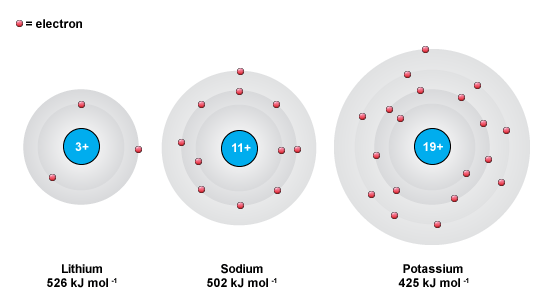 = electron
3+
11+
19+
Lithium
526 kJ mol -1
Sodium
502 kJ mol -1
Potassium
425 kJ mol -1